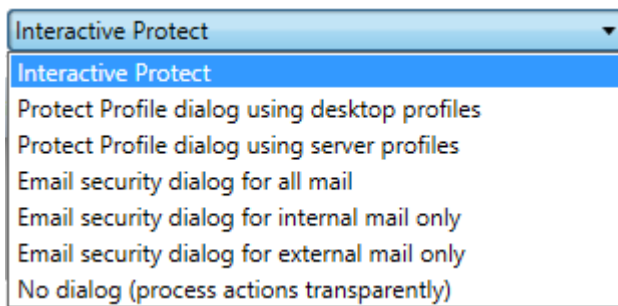 Interactive Protect
Interactive Protect
Protect Profile dialog using desktop profiles
Protect Profile dialog using server profiles
Email security dialog for all mail
Email security dialog for internal mail only
Email security dialog for external mail only
No dialog (process actions transparently)